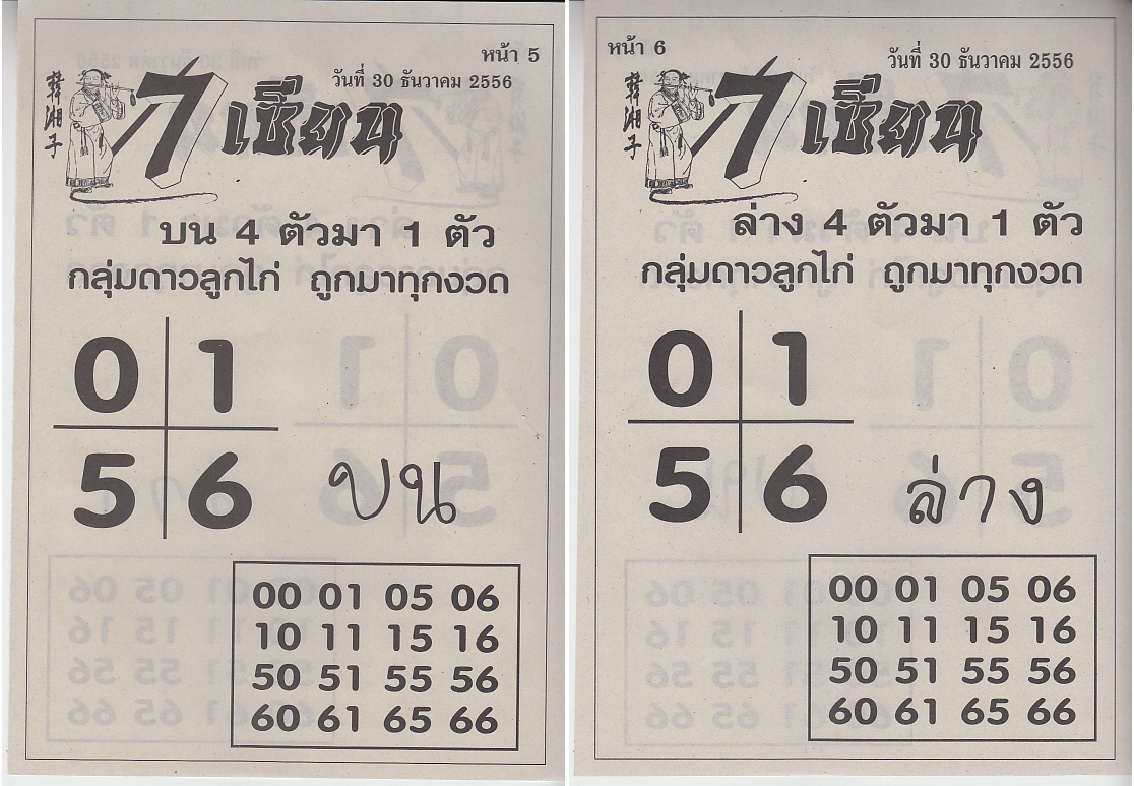 หน้า 5
วันที่ 30 ธันวาคม 2556
韓湘子
7 เซียน
บน 4 ตัวมา 1 ตัว
กลุ่มดาวลูกไก่ ถูกมาทุกงวด
0 1
5 6
บน
00 01 05 06
10 11 15 16
50 51 55 56
60 61 65 66
หน้า 6
วันที่ 30 ธันวาคม 2556
韓湘子
7 เซียน
ล่าง 4 ตัวมา 1 ตัว
กลุ่มดาวลูกไก่ ถูกมาทุกงวด
0 1
5 6
ล่าง
00 01 05 06
10 11 15 16
50 51 55 56
60 61 65 66